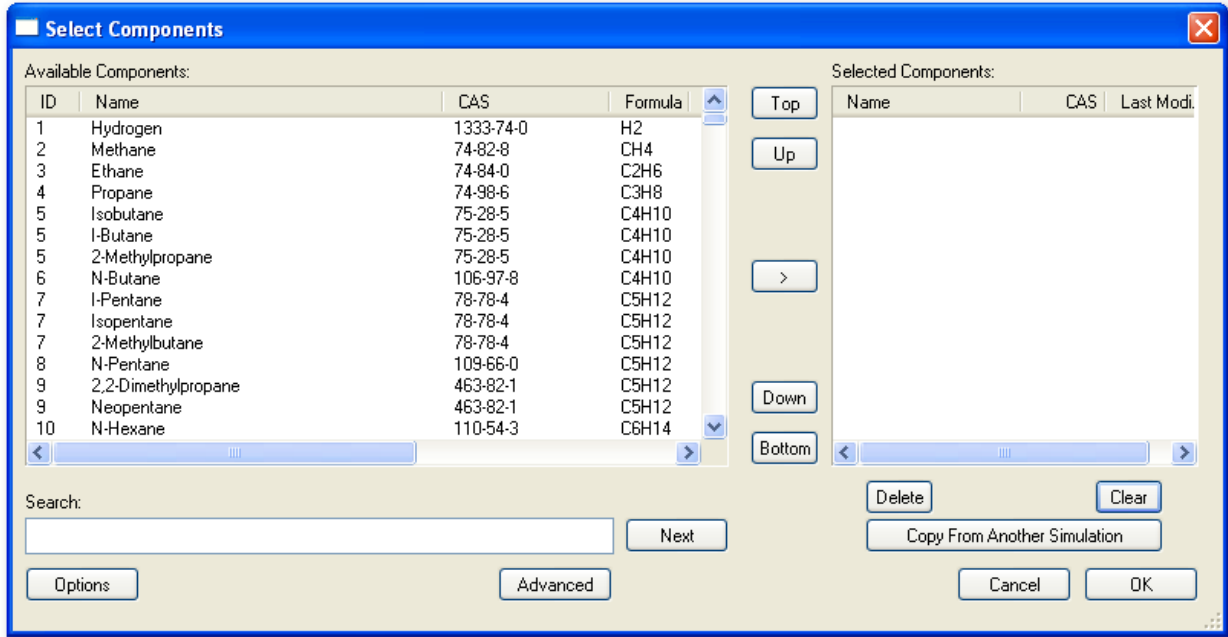 Select Components
Available Components:
Selected Components:
ID Name CAS Formula
Name CAS Last Modi.
1 Hydrogen 1333-74-0 H2
2 Methane 74-82-8 CH4
3 Ethane 74-84-0 C2H6
4 Propane 74-98-6 C3H8
5 Isobutane 75-28-5 C4H10
5 I-Butane 75-28-5 C4H10
5 2-Methylpropane 75-28-5 C4H10
6 N-Butane 106-97-8 C4H10
7 I-Pentane 78-78-4 C5H12
7 Isopentane 78-78-4 C5H12
7 2-Methylbutane 78-78-4 C5H12
8 N-Pentane 109-66-0 C5H12
9 2,2-Dimethylpropane 463-82-1 C5H12
9 Neopentane 463-82-1 C5H12
10 N-Hexane 110-54-3 C6H14
Top
Up
>
Down
Bottom
Search:
Next
Options
Advanced
Delete
Clear
Copy From Another Simulation
Cancel
OK